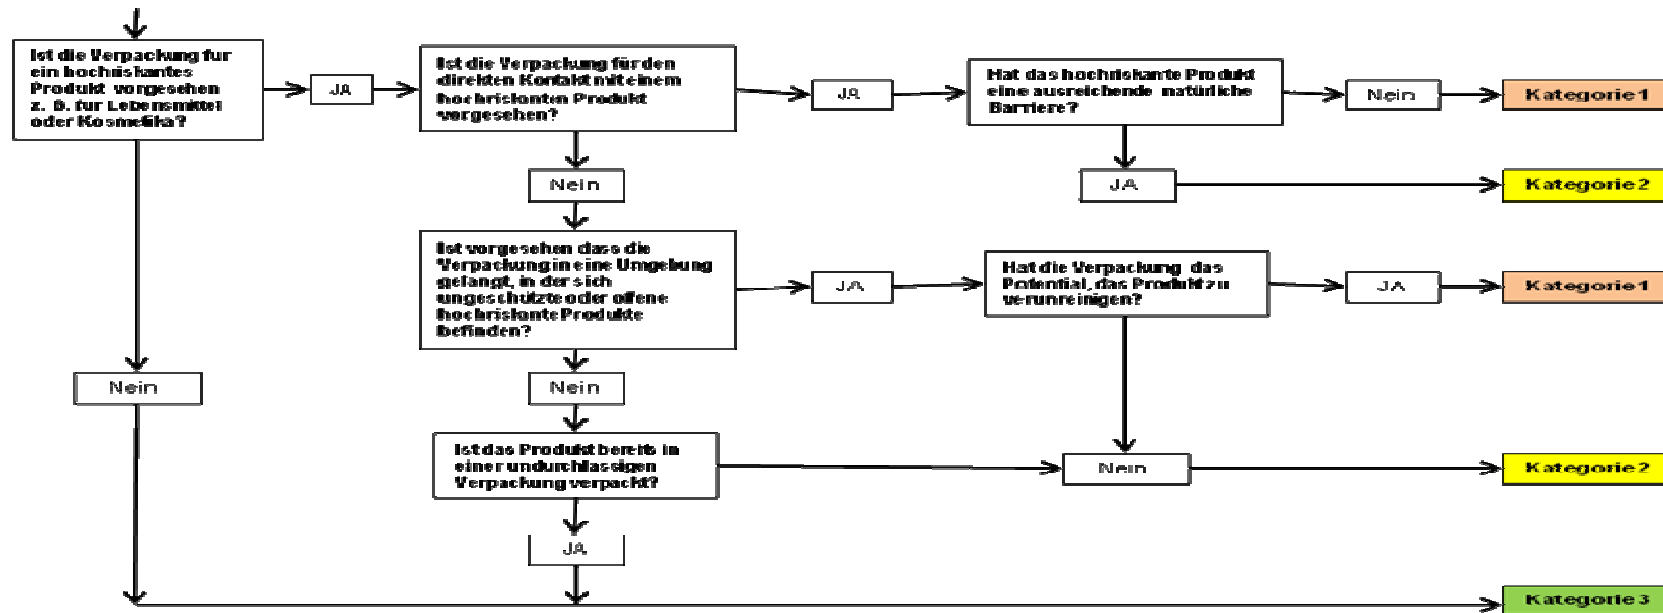 Ist die Verpackung fur
ein hochriskantes
Produkt vorgesehen
z. B. fur Lebensmittel
oder Kosmetika?
JA
Ist die Verpackung für den
direkten Kontakt mit einem
hochriskanten Produkt
vorgesehen?
JA
Hat das hochriskante Produkt
eine ausreichende natürliche
Barriere?
Nein
Kategorie 1
Nein
JA
Kategorie 2
Ist vorgesehen dass die
Verpackung in eine Umgebung
gelangt, in der sich
ungeschützte oder offene
hochriskante Produkte
befinden?
JA
Hat die Verpackung das
Potential, das Produkt zu
verunreinigen?
JA
Kategorie 1
Nein
Nein
Ist das Produkt bereits in
einer undurchlassigen
Verpackung verpackt?
Nein
Kategorie 2
JA
Kategorie 3